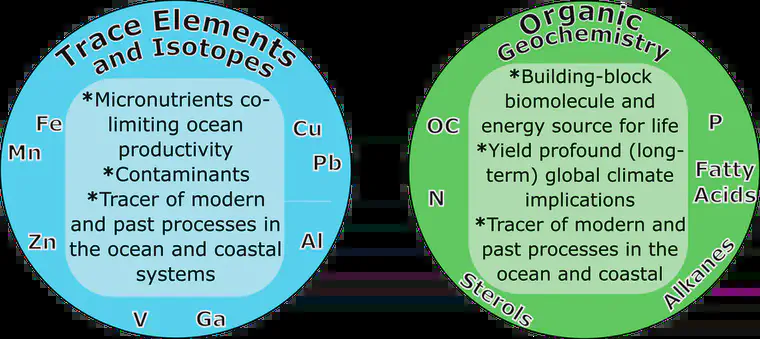 Trace Elements
and Isotopes
Fe
Mn
Zn
V
Ga
Al
Pb
Cu
*Micronutrients co-
limiting ocean
productivity
*Contaminants
*Tracer of modern
and past processes in
the ocean and coastal
systems
Organic
Geochemistry
OC
N
Sterols
Alkanes
Fatty
Acids
P
*Building-block
biomolecule and
energy source for life
*Yield profound (long-
term) global climate
implications
*Tracer of modern and
past processes in the
ocean and coastal